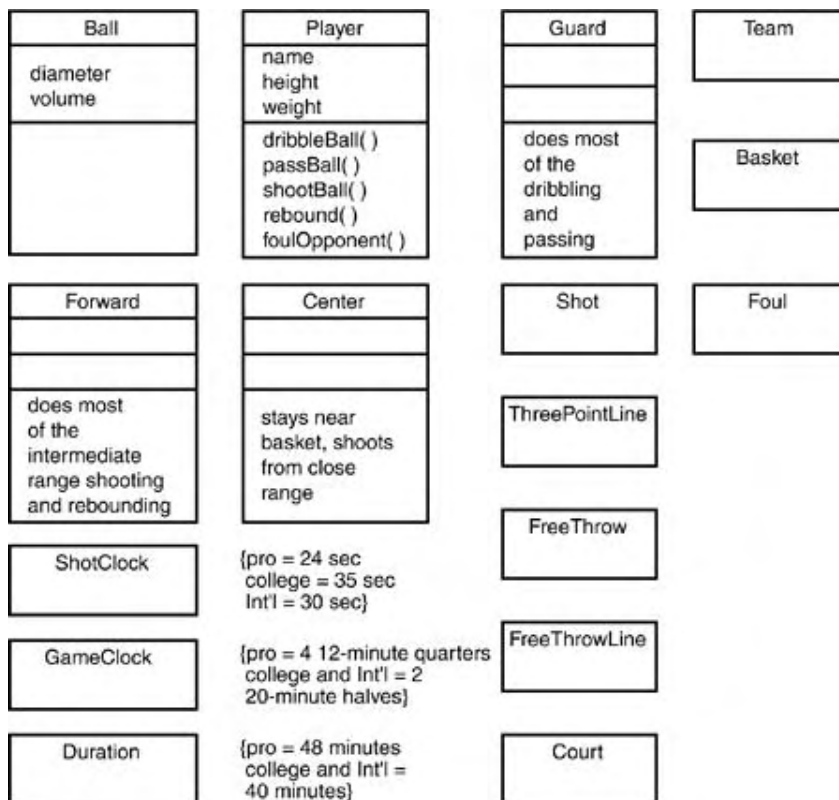 Ball
diameter
volume
Player
name
height
weight
dribbleBall( )
passBall( )
shootBall( )
rebound( )
foulOpponent( )
Guard
does most
of the
dribbling
and
passing
Team
Basket
Forward
does most
of the
intermediate
range shooting
and rebounding
Center
stays near
basket, shoots
from close
range
Shot
Foul
ThreePointLine
FreeThrow
ShotClock
{pro = 24 sec
college = 35 sec
Int'l = 30 sec}
GameClock
{pro = 4 12-minute quarters
college and Int'l = 2
20-minute halves}
FreeThrowLine
Duration
{pro = 48 minutes
college and Int'l =
40 minutes}
Court